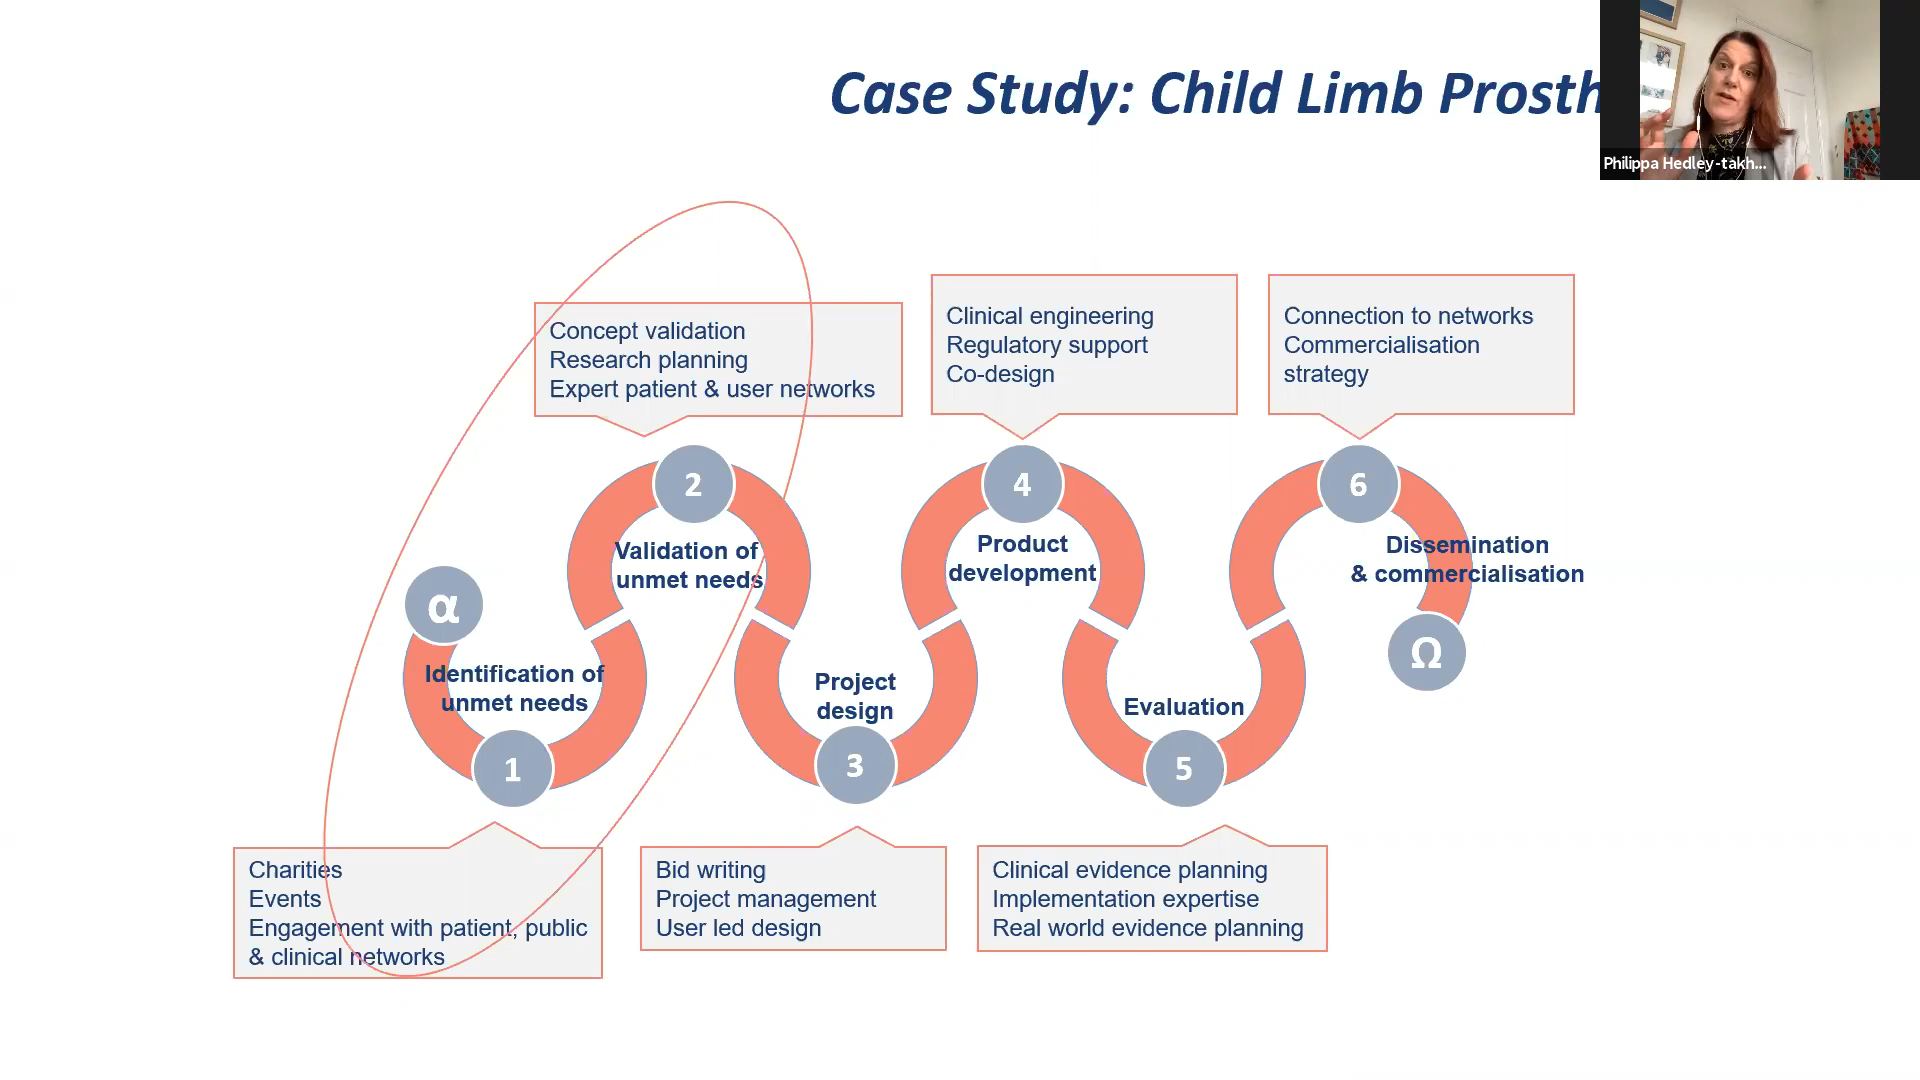 Case Study: Child Limb Prosth
Philippa Hedley-takh...
Concept validation
Research planning
Expert patient & user networks
Clinical engineering
Regulatory support
Co-design
Connection to networks
Commercialisation
strategy
2
4
6
Validation of
unmet needs
Product
development
Dissemination
& commercialisation
α
Ω
Identification of
unmet needs
Project
design
Evaluation
1
3
5
Charities
Events
Engagement with patient, public
& clinical networks
Bid writing
Project management
User led design
Clinical evidence planning
Implementation expertise
Real world evidence planning